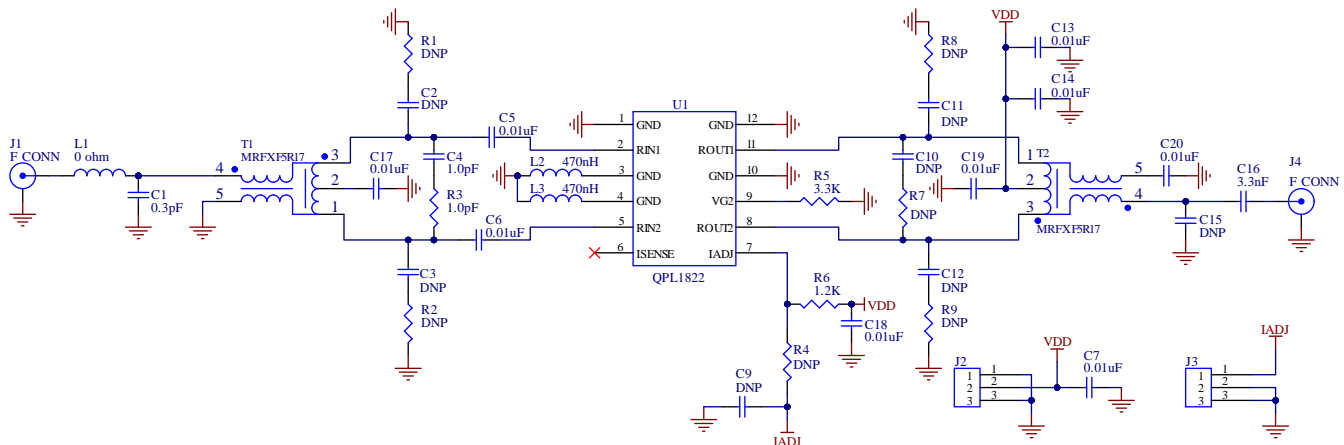 J1
F CONN
L1
0 ohm
C1
0.3pF
T1
MRFXF5R17
4
5
3
2
1
R1
DNP
C2
DNP
C17
0.01uF
C4
1.0pF
R3
1.0pF
C5
0.01uF
C6
0.01uF
C3
DNP
R2
DNP
L2
470nH
L3
470nH
U1
1
GND
2
RIN1
3
GND
4
GND
5
RIN2
6
ISENSE
GND
12
ROUT1
11
GND
10
VG2
9
ROUT2
8
IADJ
7
QPL1822
R5
3.3K
R6
1.2K
VDD
C18
0.01uF
R4
DNP
C9
DNP
IADJ
R8
DNP
C11
DNP
C10
DNP
R7
DNP
C12
DNP
R9
DNP
C19
0.01uF
VDD
C13
0.01uF
C14
0.01uF
T2
1
2
3
5
4
MRFXF5R17
C20
0.01uF
C15
DNP
C16
3.3nF
J4
F CONN
J2
1
2
3
1
2
3
VDD
C7
0.01uF
J3
1
2
3
1
2
3
IADJ